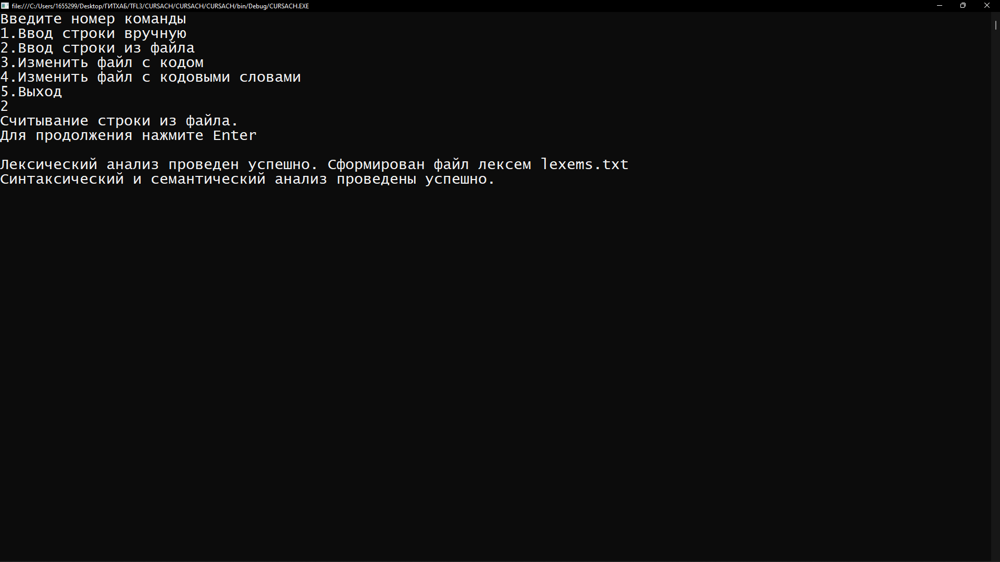 file:///C:/Users/1655299/Desktop/ГИТХАБ/TFL3/CURSACH/CURSACH/CURSACH/bin/Debug/CURSACH.EXE
Введите номер команды
1.Ввод строки вручную
2.Ввод строки из файла
3.Изменить файл с кодом
4.Изменить файл с кодовыми словами
5.Выход
2
Считывание строки из файла.
Для продолжения нажмите Enter
Лексический анализ проведен успешно. Сформирован файл лексем lexems.txt
Синтаксический и семантический анализ проведены успешно.